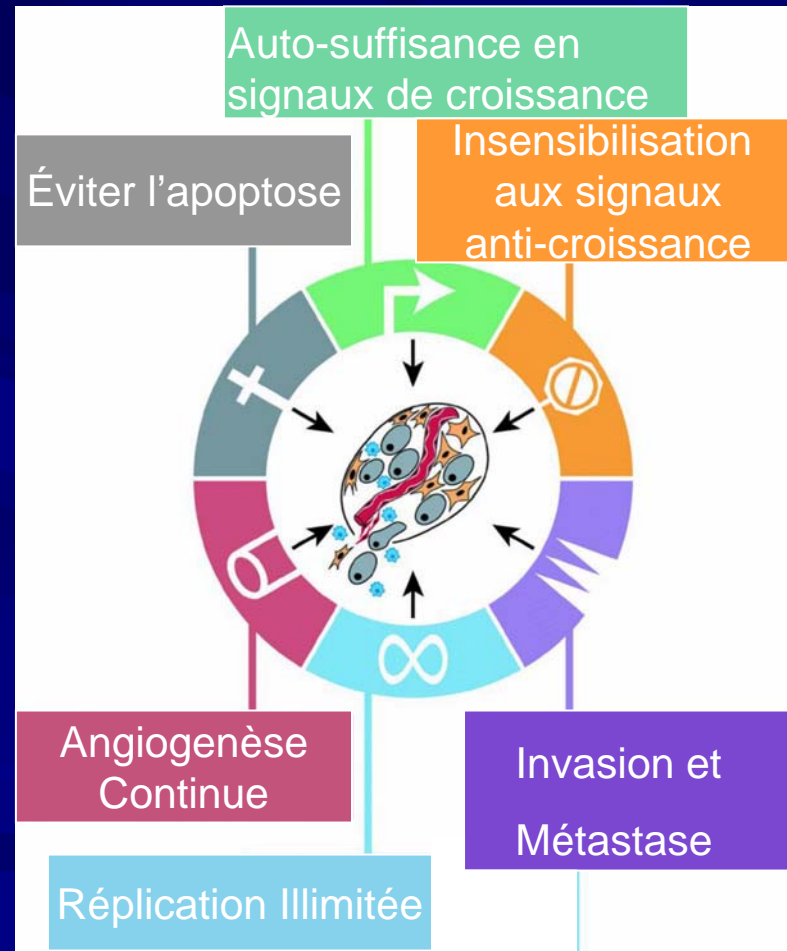 Auto-suffisance en
signaux de croissance
Éviter l'apoptose
Insensibilisation
aux signaux
anti-croissance
Angiogenèse
Continue
Invasion et
Métastase
Réplication Illimitée